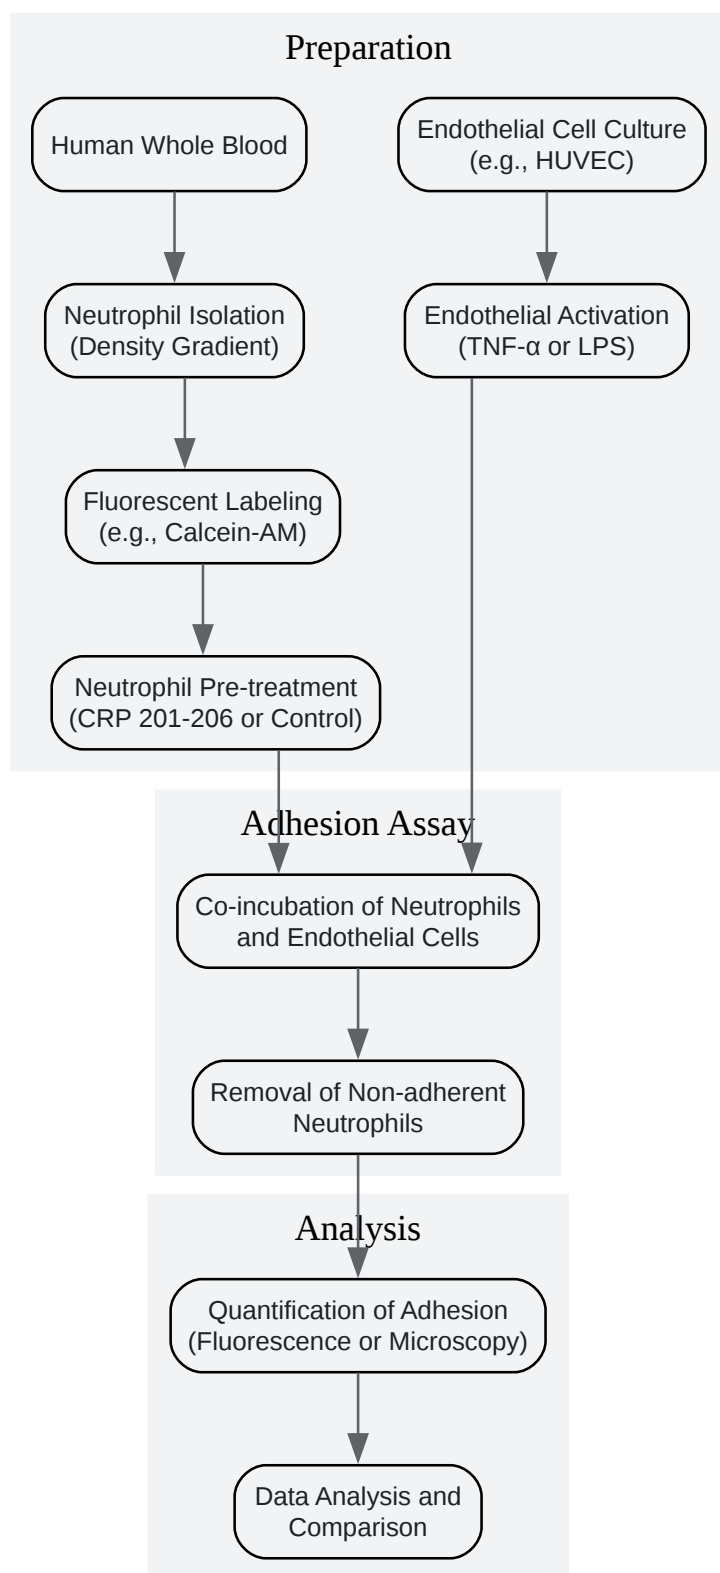 Preparation
Human Whole Blood
Endothelial Cell Culture
(e.g., HUVEC)
Neutrophil Isolation
(Density Gradient)
Endothelial Activation
(TNF-α or LPS)
Fluorescent Labeling
(e.g., Calcein-AM)
Neutrophil Pre-treatment
(CRP 201-206 or Control)
Adhesion Assay
Co-incubation of Neutrophils
and Endothelial Cells
Removal of Non-adherent
Neutrophils
Analysis
Quantification of Adhesion
(Fluorescence or Microscopy)
Data Analysis and
Comparison